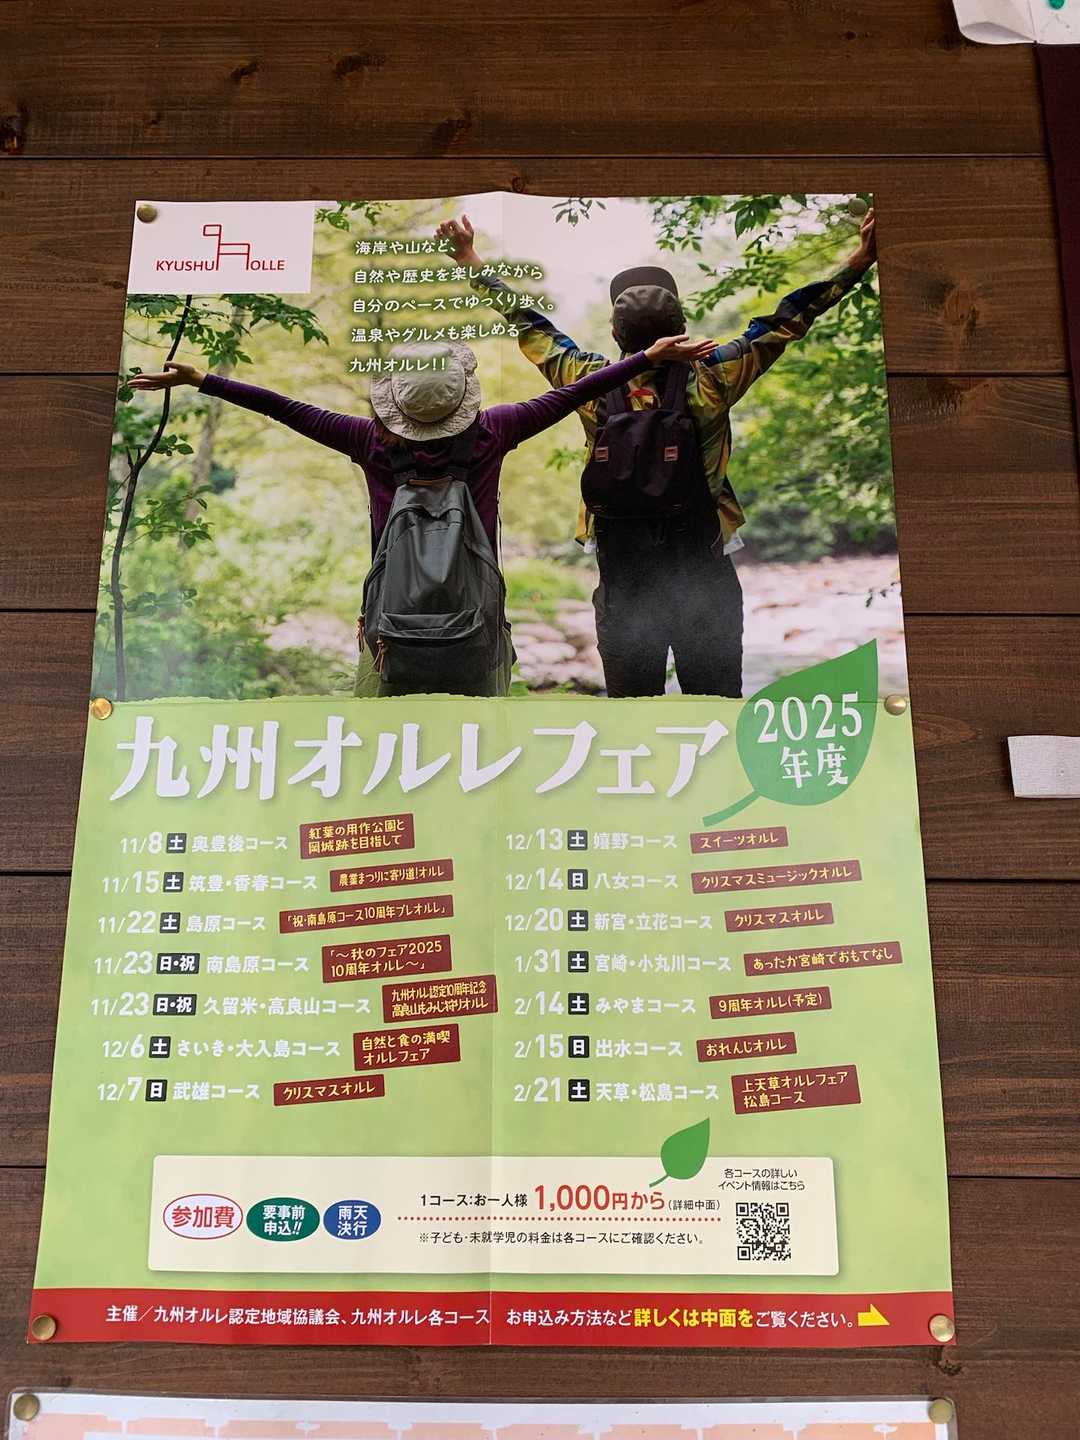 KYUSHU OLLE
海岸や山など、
自然や歴史を楽しみながら
自分のペースでゆっくり歩く。
温泉やグルメも楽しめる
九州オルレ!!
九州オルレフェア
2025
年度
11/8 土 奥豊後コース 紅葉の用作公園と
岡城跡を目指して
11/15 土 筑豊・香春コース 農業まつりに寄り道!オルレ
11/22 土 島原コース 「祝・南島原コース10周年プレオルレ」
11/23 日・祝 南島原コース 「～秋のフェア2025
10周年オルレ～」
11/23 日・祝 久留米・高良山コース 九州オルレ認定10周年記念
高良山もみじ狩りオルレ
12/6 土 さいき・大入島コース 自然と食の満喫
オルレフェア
12/7 日 武雄コース クリスマスオルレ
12/13 土 嬉野コース スイーツオルレ
12/14 日 八女コース クリスマスミュージックオルレ
12/20 土 新宮・立花コース クリスマスオルレ
1/31 土 宮崎・小丸川コース あったか宮崎でおもてなし
2/14 土 みやまコース 9周年オルレ(予定)
2/15 日 出水コース おれんじオルレ
2/21 土 天草・松島コース 上天草オルレフェア
松島コース
参加費
要事前
申込!!
雨天
決行
1コース:お一人様 1,000円から(詳細中面)
※子ども・未就学児の料金は各コースにご確認ください。
各コースの詳しい
イベント情報はこちら
主催／九州オルレ認定地域協議会、九州オルレ各コース お申込み方法など詳しくは中面をご覧ください。